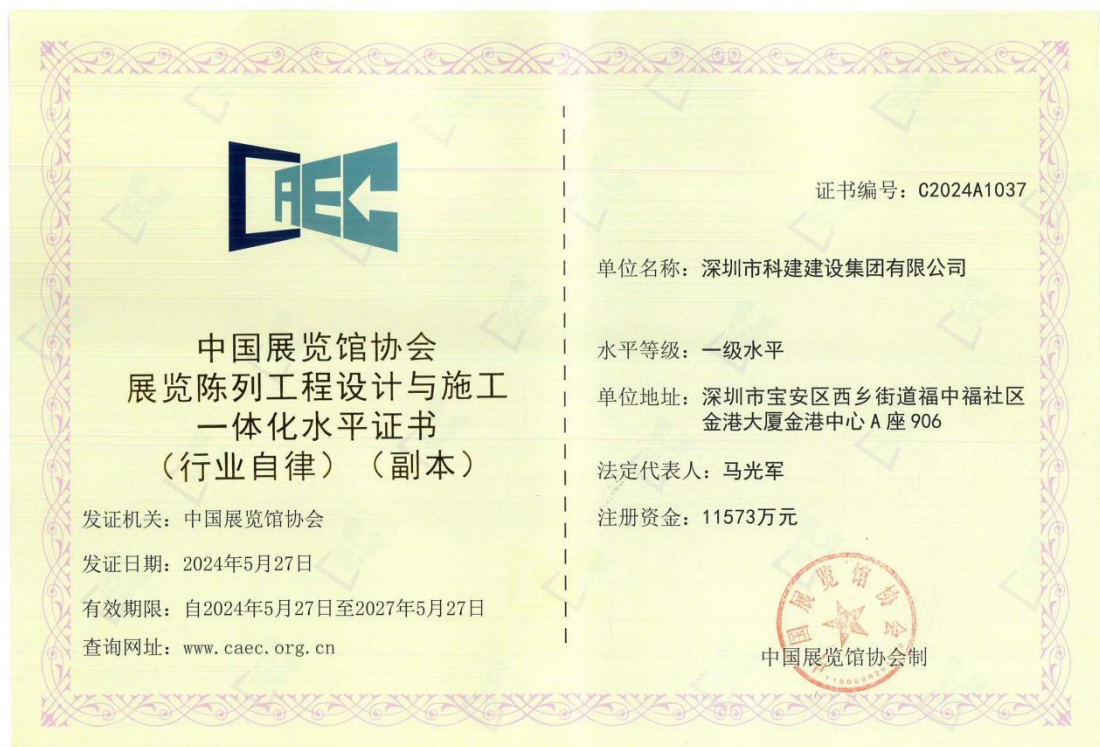 CAEC
中国展览馆协会
展览陈列工程设计与施工
一体化水平证书
（行业自律）（副本）
发证机关：中国展览馆协会
发证日期：2024年5月27日
有效期限：自2024年5月27日至2027年5月27日
查询网址：www.caec.org.cn
证书编号：C2024A1037
单位名称：深圳市科建建设集团有限公司
水平等级：一级水平
单位地址：深圳市宝安区西乡街道福中福社区
金港大厦金港中心A座906
法定代表人：马光军
注册资金：11573万元
中国展览馆协会
中国展览馆协会制